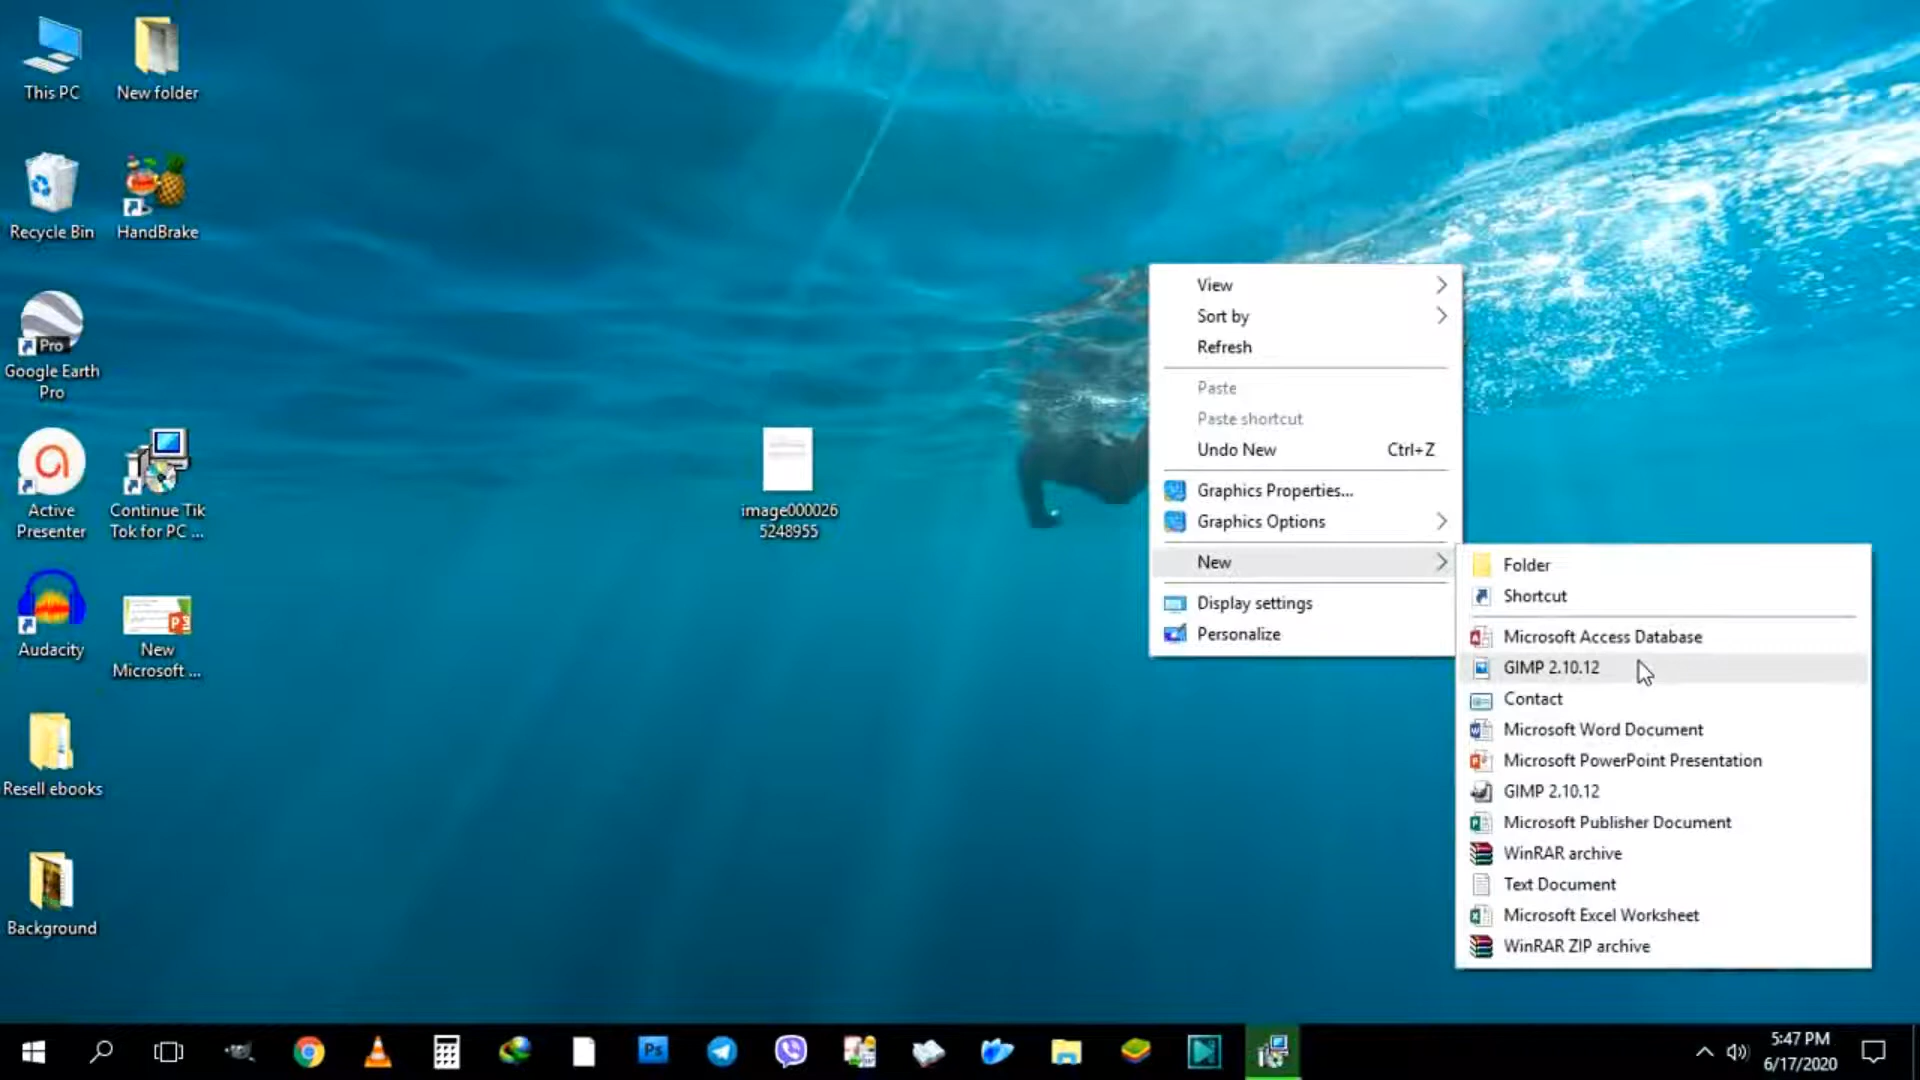 This PC
New folder
Recycle Bin
HandBrake
Pro
Google Earth
Pro
Active
Presenter
Continue Tik
Tok for PC ...
Audacity
New
Microsoft ...
Resell ebooks
Background
image000026
5248955
View
Sort by
Refresh
Paste
Paste shortcut
Undo New Ctrl+Z
Graphics Properties...
Graphics Options
New
Display settings
Personalize
Folder
Shortcut
Microsoft Access Database
GIMP 2.10.12
Contact
Microsoft Word Document
Microsoft PowerPoint Presentation
GIMP 2.10.12
Microsoft Publisher Document
WinRAR archive
Text Document
Microsoft Excel Worksheet
WinRAR ZIP archive
Ps
5:47 PM
6/17/2020